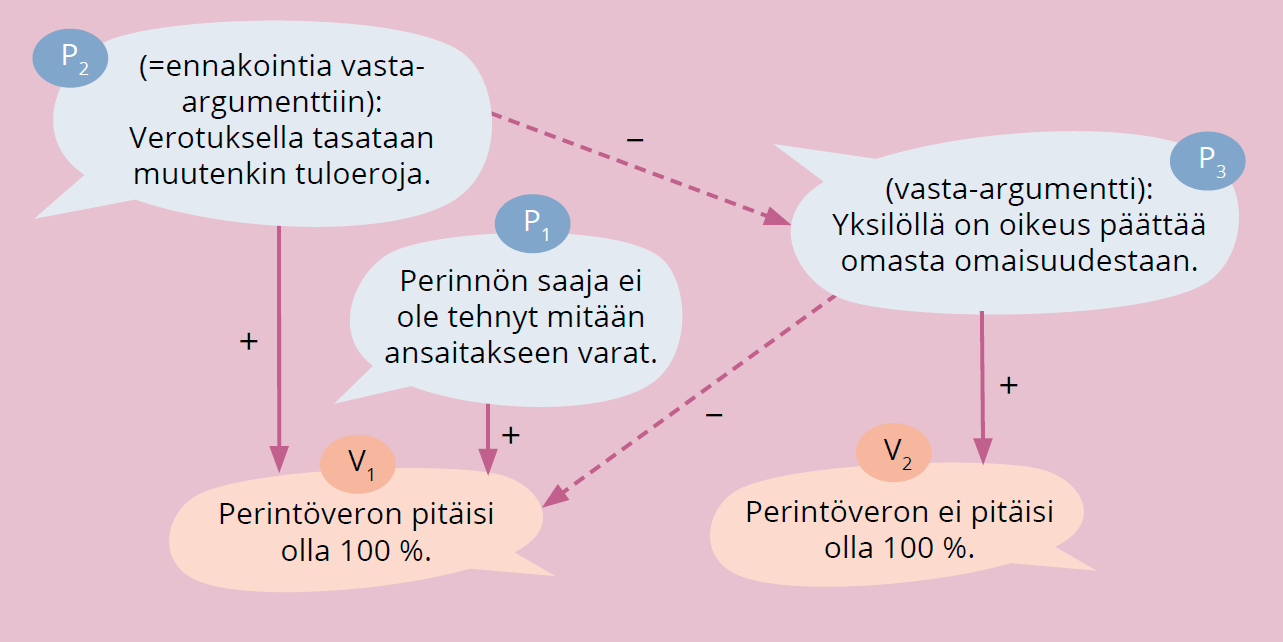 P2
(=ennakointia vasta-
argumenttiin):
Verotuksella tasataan
muutenkin tuloeroja.
–
P3
(vasta-argumentti):
Yksilöllä on oikeus päättää
omasta omaisuudestaan.
P1
Perinnön saaja ei
ole tehnyt mitään
ansaitakseen varat.
+
+
–
+
V1
Perintöveron pitäisi
olla 100 %.
V2
Perintöveron ei pitäisi
olla 100 %.